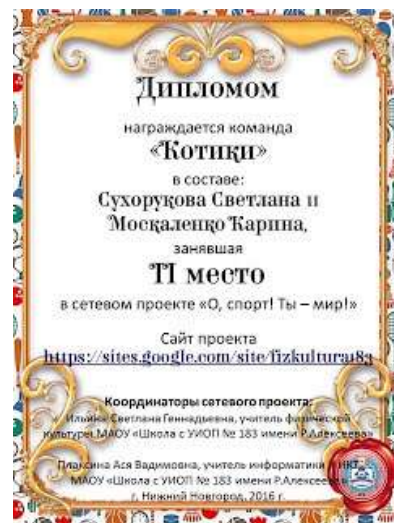 Дипломом
награждается команда
«Котики»
в составе:
Сухорукова Светлана и
Москаленко Карина,
занявшая
II место
в сетевом проекте «О, спорт! Ты – мир!»
Сайт проекта
https://sites.google.com/site/fizkultura183
Координаторы сетевого проекта:
Ильина Светлана Геннадьевна, учитель физической
культуры МАОУ «Школа с УИОП № 183 имени Р.Алексеева»
Плаксина Ася Вадимовна, учитель информатики
МАОУ «Школа с УИОП № 183 имени Р.Алексеева»
г. Нижний Новгород, 2016 г.